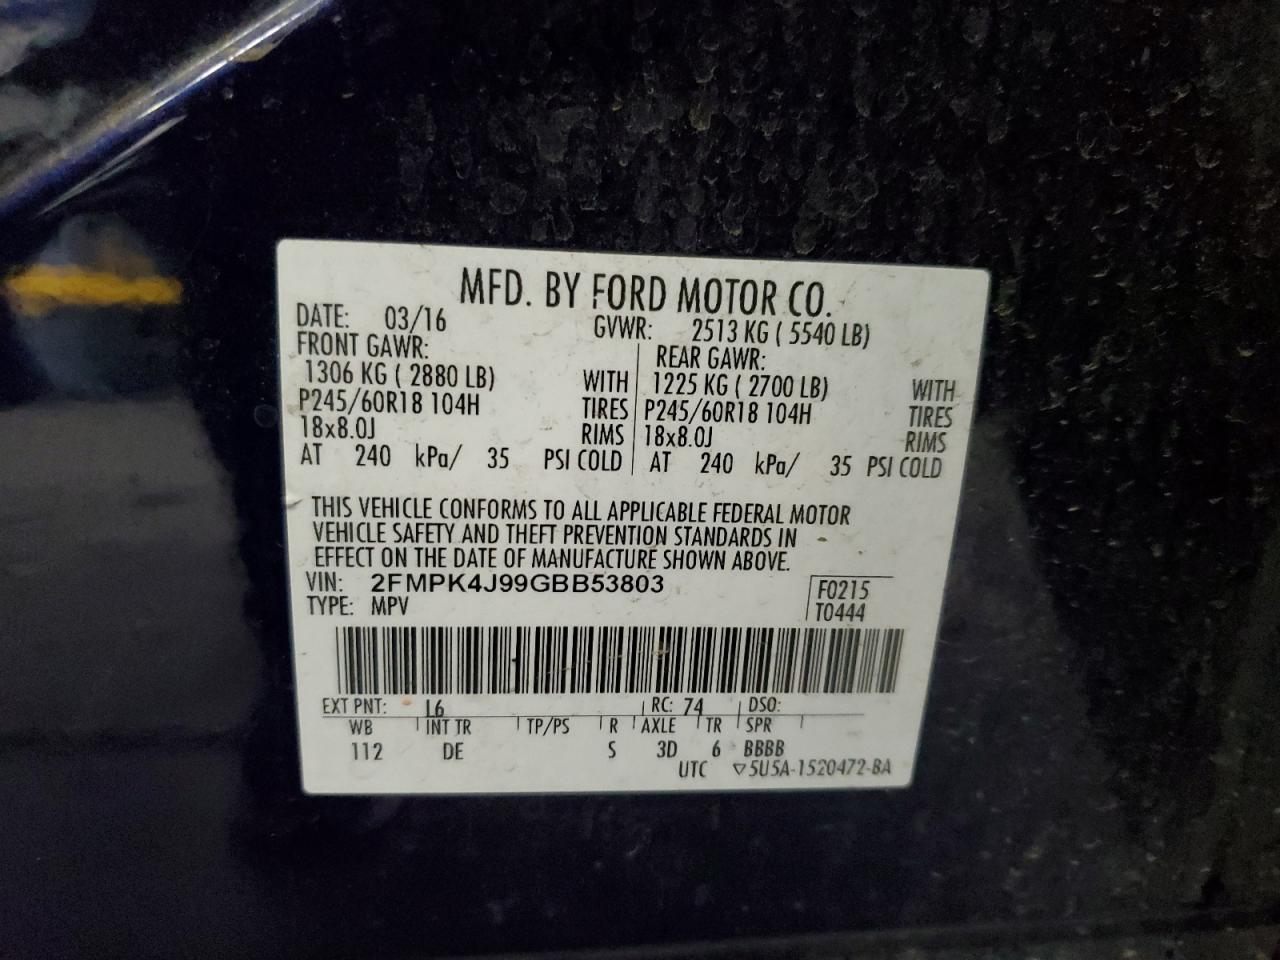 MFD. BY FORD MOTOR CO.
DATE: 03/16 GVWR: 2513 KG ( 5540 LB)
FRONT GAWR: REAR GAWR:
1306 KG ( 2880 LB) WITH 1225 KG ( 2700 LB) WITH
P245/60R18 104H TIRES P245/60R18 104H TIRES
18x8.0J RIMS 18x8.0J RIMS
AT 240 kPa/ 35 PSI COLD AT 240 kPa/ 35 PSI COLD
THIS VEHICLE CONFORMS TO ALL APPLICABLE FEDERAL MOTOR
VEHICLE SAFETY AND THEFT PREVENTION STANDARDS IN
EFFECT ON THE DATE OF MANUFACTURE SHOWN ABOVE.
VIN: 2FMPK4J99GBB53803 F0215
TYPE: MPV T0444
EXT PNT: L6 RC: 74 DSO:
WB INT TR TP/PS R AXLE TR SPR
112 DE S 3D 6 BBBB
UTC ▽5U5A-1520472-BA